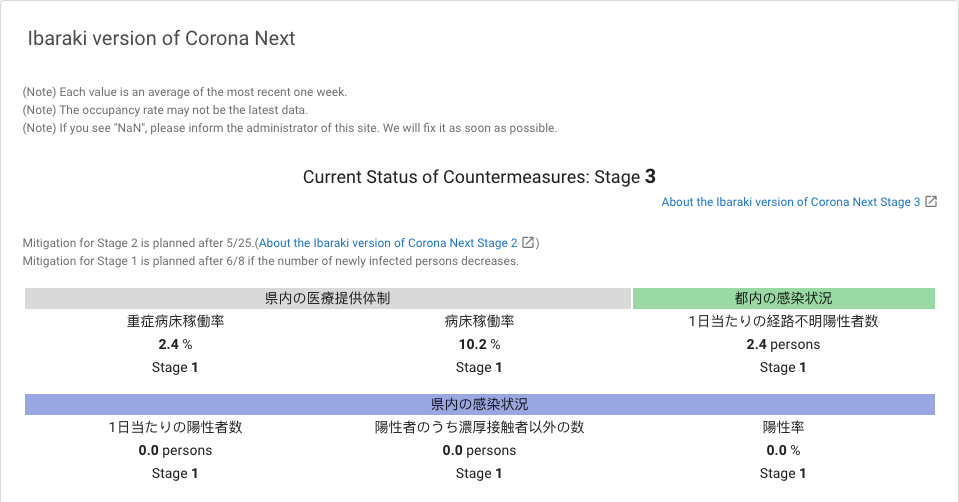 Ibaraki version of Corona Next
(Note) Each value is an average of the most recent one week.
(Note) The occupancy rate may not be the latest data.
(Note) If you see "NaN", please inform the administrator of this site. We will fix it as soon as possible.
Current Status of Countermeasures: Stage 3
About the Ibaraki version of Corona Next Stage 3
Mitigation for Stage 2 is planned after 5/25.(About the Ibaraki version of Corona Next Stage 2 )
Mitigation for Stage 1 is planned after 6/8 if the number of newly infected persons decreases.
県内の医療提供体制 都内の感染状況
重症病床稼働率 病床稼働率 1日当たりの経路不明陽性者数
2.4 % 10.2 % 2.4 persons
Stage 1 Stage 1 Stage 1
県内の感染状況
1日当たりの陽性者数 陽性者のうち濃厚接触者以外の数 陽性率
0.0 persons 0.0 persons 0.0 %
Stage 1 Stage 1 Stage 1